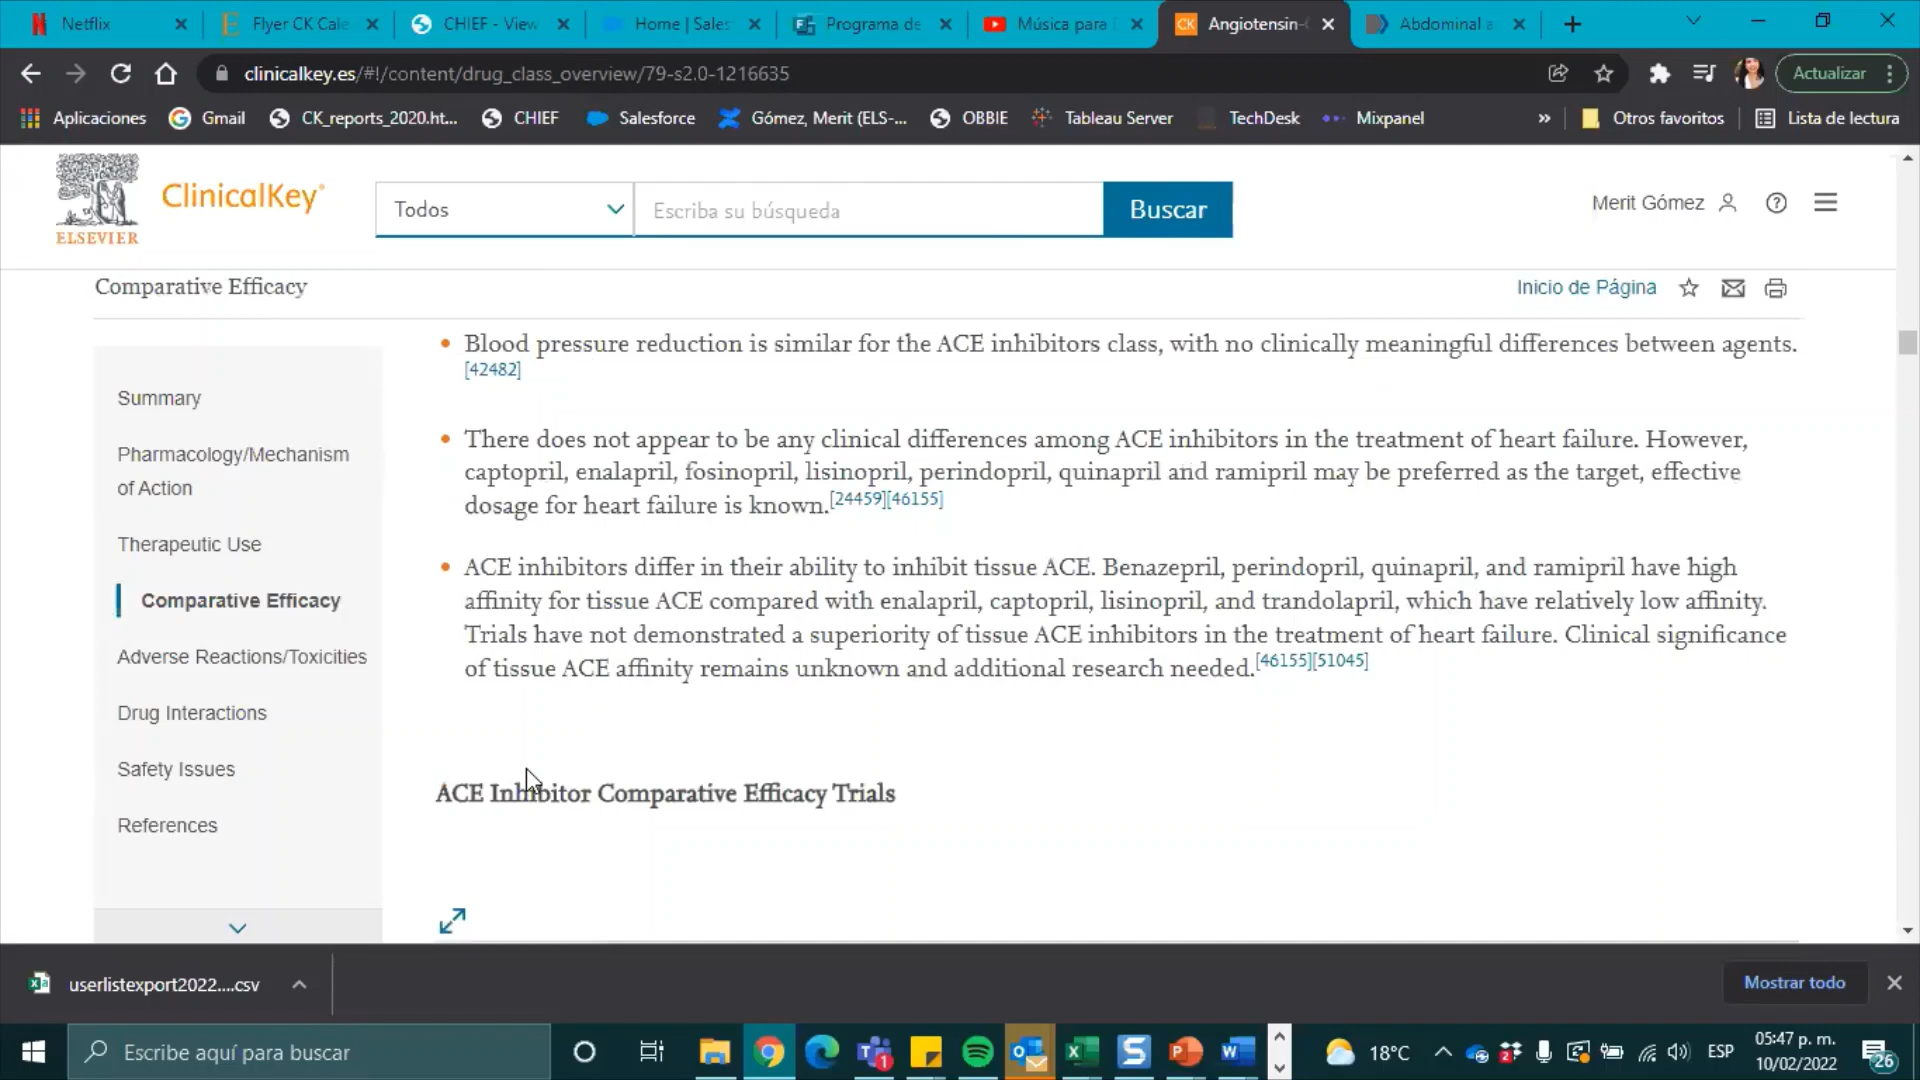 Netflix
Flyer CK Cale
CHIEF - View
Home | Sales
Programa de
Música para
Angiotensin-
Abdominal a
clinicalkey.es/#!/content/drug_class_overview/79-s2.0-1216635
Actualizar
Aplicaciones
Gmail
CK_reports_2020.ht...
CHIEF
Salesforce
Gómez, Merit (ELS-...
OBBIE
Tableau Server
TechDesk
Mixpanel
»
Otros favoritos
Lista de lectura
ELSEVIER
ClinicalKey®
Todos
Escriba su búsqueda
Buscar
Merit Gómez
Comparative Efficacy
Inicio de Página
Summary
Pharmacology/Mechanism
of Action
Therapeutic Use
Comparative Efficacy
Adverse Reactions/Toxicities
Drug Interactions
Safety Issues
References
Blood pressure reduction is similar for the ACE inhibitors class, with no clinically meaningful differences between agents.
[42482]
There does not appear to be any clinical differences among ACE inhibitors in the treatment of heart failure. However,
captopril, enalapril, fosinopril, lisinopril, perindopril, quinapril and ramipril may be preferred as the target, effective
dosage for heart failure is known.[24459][46155]
ACE inhibitors differ in their ability to inhibit tissue ACE. Benazepril, perindopril, quinapril, and ramipril have high
affinity for tissue ACE compared with enalapril, captopril, lisinopril, and trandolapril, which have relatively low affinity.
Trials have not demonstrated a superiority of tissue ACE inhibitors in the treatment of heart failure. Clinical significance
of tissue ACE affinity remains unknown and additional research needed.[46155][51045]
ACE Inhibitor Comparative Efficacy Trials
userlistexport2022....csv
Mostrar todo
Escribe aquí para buscar
18°C
ESP
05:47 p. m.
10/02/2022
26